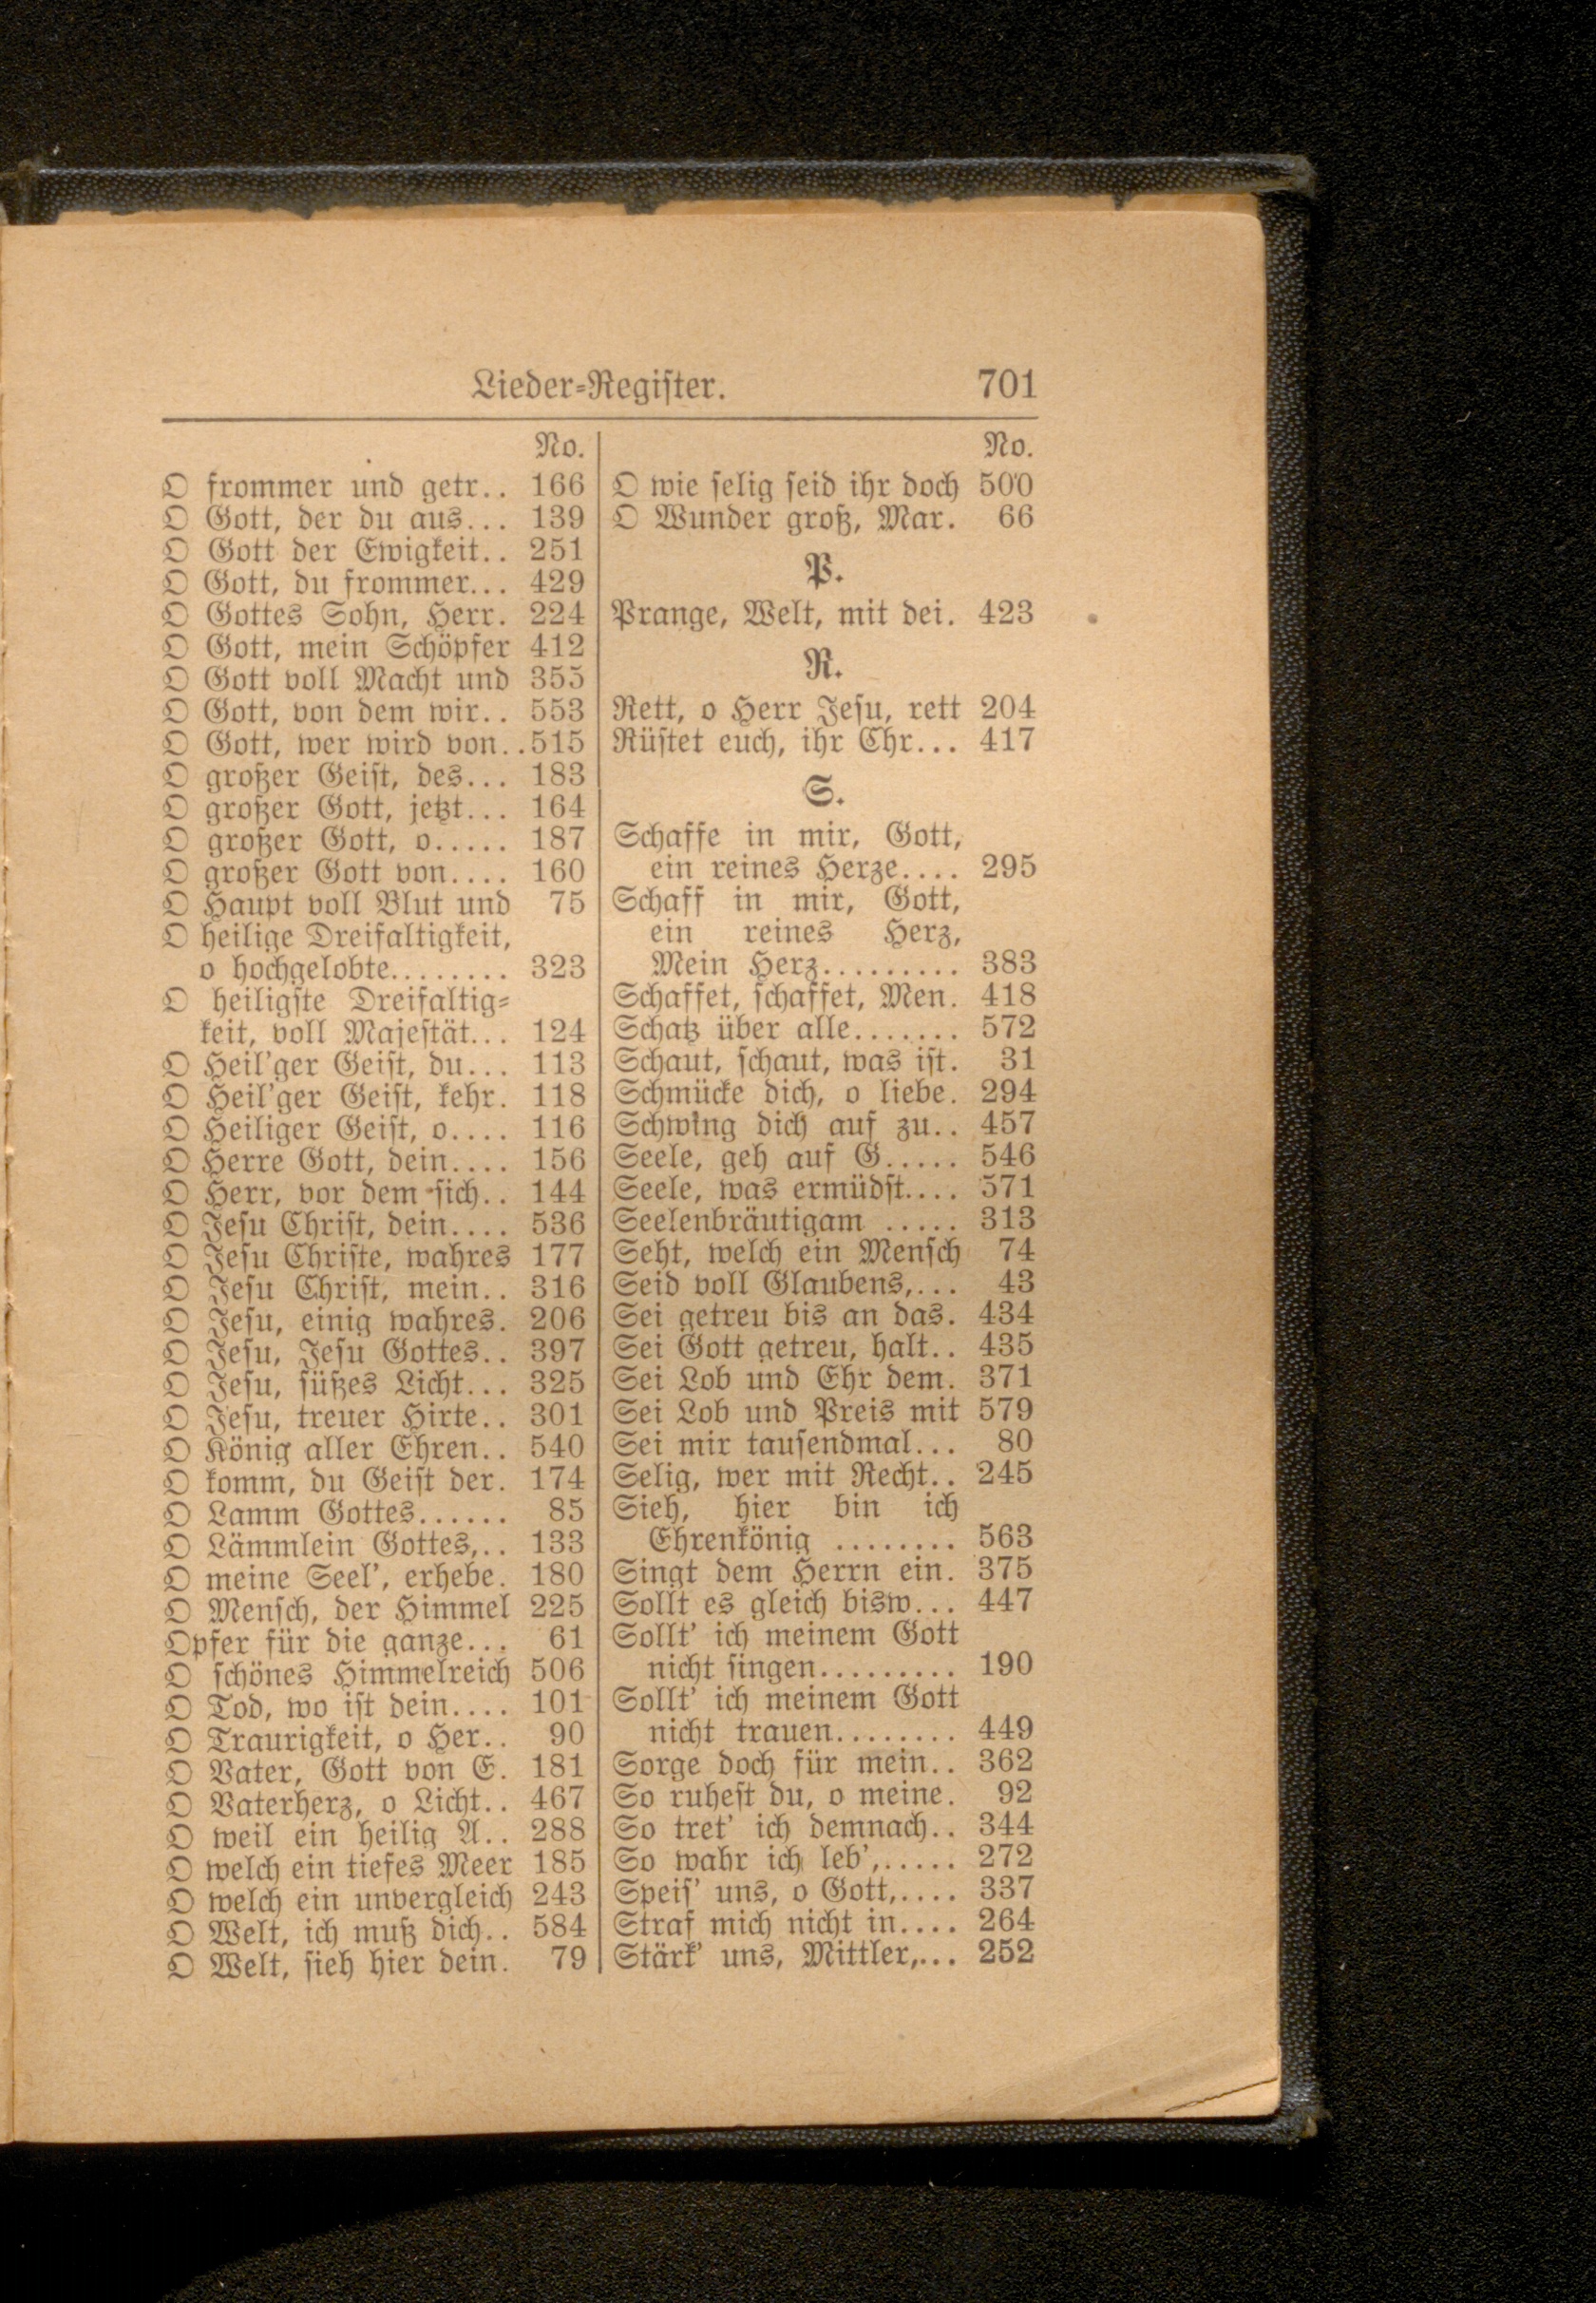 Lieder-Register. 701
No.
O frommer und getr.. 166
O Gott, der du aus... 139
O Gott der Ewigkeit.. 251
O Gott, du frommer... 429
O Gottes Sohn, Herr. 224
O Gott, mein Schöpfer 412
O Gott voll Macht und 355
O Gott, von dem wir.. 553
O Gott, wer wird von..515
O großer Geist, des... 183
O großer Gott, jetzt... 164
O großer Gott, o..... 187
O großer Gott von.... 160
O Haupt voll Blut und 75
O heilige Dreifaltigkeit,
o hochgelobte........ 323
O heiligste Dreifaltig-
keit, voll Majestät... 124
O Heil'ger Geist, du... 113
O Heil'ger Geist, kehr. 118
O Heiliger Geist, o.... 116
O Herre Gott, dein.... 156
O Herr, vor dem sich.. 144
O Jesu Christ, dein.... 536
O Jesu Christe, wahres 177
O Jesu Christ, mein.. 316
O Jesu, einig wahres. 206
O Jesu, Jesu Gottes.. 397
O Jesu, süßes Licht... 325
O Jesu, treuer Hirte.. 301
O König aller Ehren.. 540
O komm, du Geist der. 174
O Lamm Gottes...... 85
O Lämmlein Gottes,.. 133
O meine Seel', erhebe. 180
O Mensch, der Himmel 225
Opfer für die ganze... 61
O schönes Himmelreich 506
O Tod, wo ist dein.... 101
O Traurigkeit, o Her.. 90
O Vater, Gott von E. 181
O Vaterherz, o Licht.. 467
O weil ein heilig A.. 288
O welch ein tiefes Meer 185
O welch ein unvergleich 243
O Welt, ich muß dich.. 584
O Welt, sieh hier dein. 79
No.
O wie selig seid ihr doch 500
O Wunder groß, Mar. 66
P.
Prange, Welt, mit dei. 423
R.
Rett, o Herr Jesu, rett 204
Rüstet euch, ihr Chr... 417
S.
Schaffe in mir, Gott,
ein reines Herze.... 295
Schaff in mir, Gott,
ein reines Herz,
Mein Herz......... 383
Schaffet, schaffet, Men. 418
Schatz über alle....... 572
Schaut, schaut, was ist. 31
Schmücke dich, o liebe. 294
Schwing dich auf zu.. 457
Seele, geh auf G..... 546
Seele, was ermüdst.... 571
Seelenbräutigam ..... 313
Seht, welch ein Mensch 74
Seid voll Glaubens,... 43
Sei getreu bis an das. 434
Sei Gott getreu, halt.. 435
Sei Lob und Ehr dem. 371
Sei Lob und Preis mit 579
Sei mir tausendmal... 80
Selig, wer mit Recht.. 245
Sieh, hier bin ich
Ehrenkönig ........ 563
Singt dem Herrn ein. 375
Sollt es gleich bisw... 447
Sollt' ich meinem Gott
nicht singen......... 190
Sollt' ich meinem Gott
nicht trauen........ 449
Sorge doch für mein.. 362
So ruhest du, o meine. 92
So tret' ich demnach.. 344
So wahr ich leb',..... 272
Speis' uns, o Gott,.... 337
Straf mich nicht in.... 264
Stärk' uns, Mittler,... 252